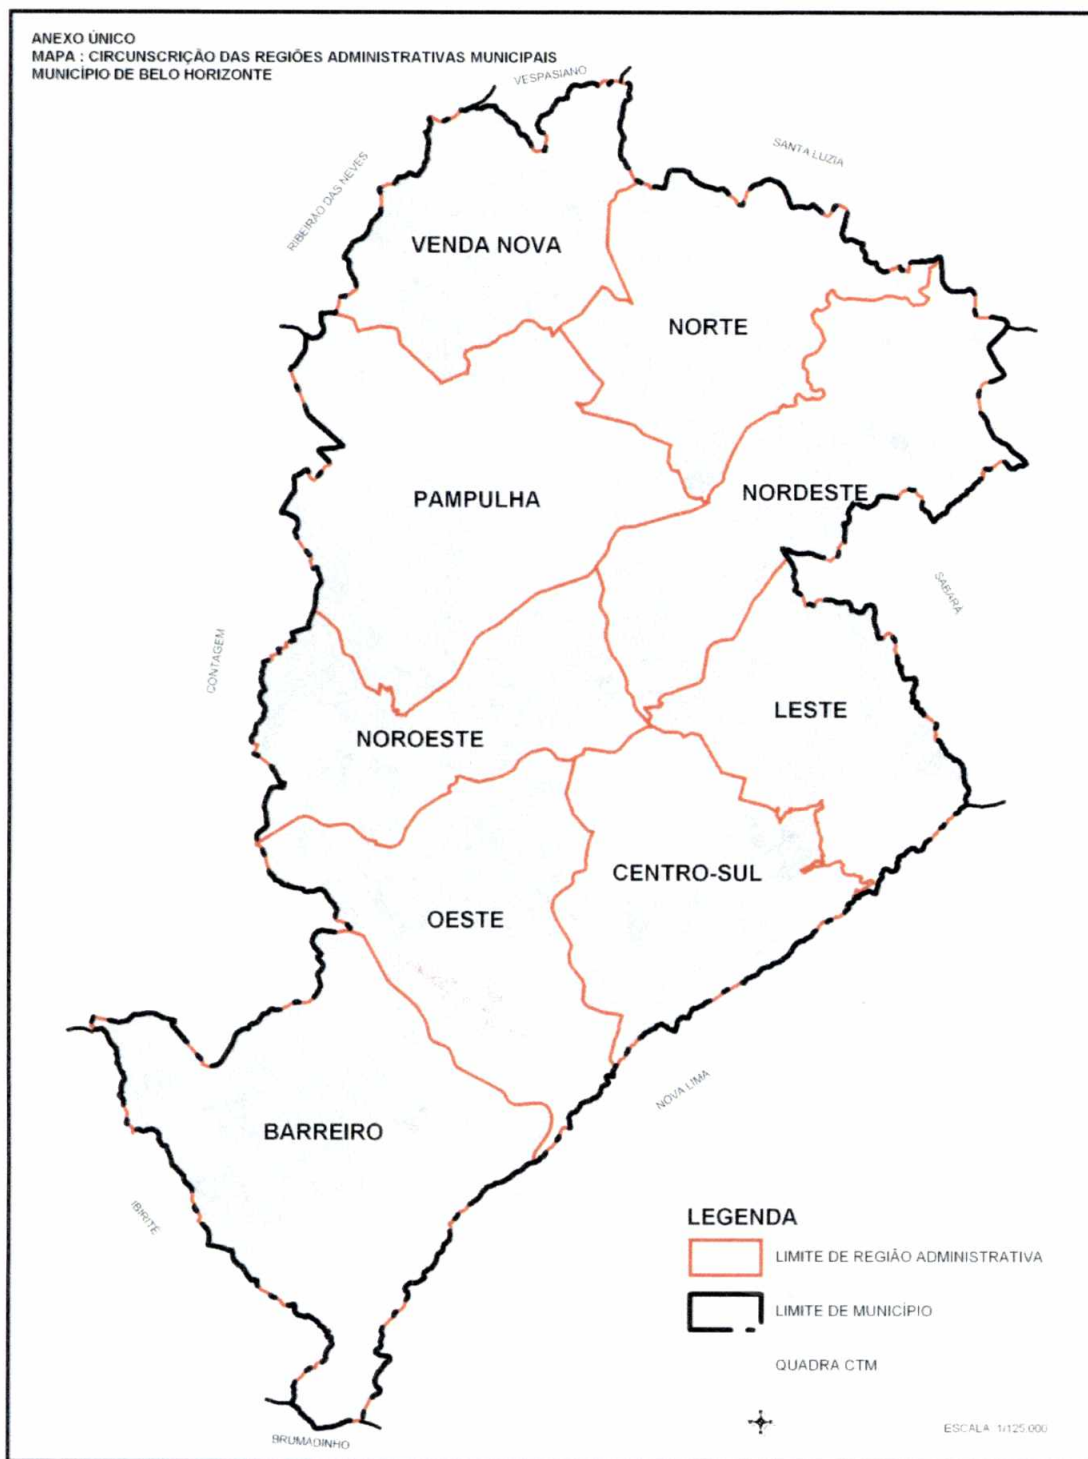 ANEXO ÚNICO
MAPA : CIRCUNSCRIÇÃO DAS REGIÕES ADMINISTRATIVAS MUNICIPAIS
MUNICÍPIO DE BELO HORIZONTE
VESPASIANO
SANTA LUZIA
RIBEIRÃO DAS NEVES
VENDA NOVA
NORTE
PAMPULHA
NORDESTE
SABARÁ
CONTAGEM
LESTE
NOROESTE
CENTRO-SUL
OESTE
NOVA LIMA
BARREIRO
IBIRITÉ
BRUMADINHO
LEGENDA
LIMITE DE REGIÃO ADMINISTRATIVA
LIMITE DE MUNICÍPIO
QUADRA CTM
ESCALA 1/125.000